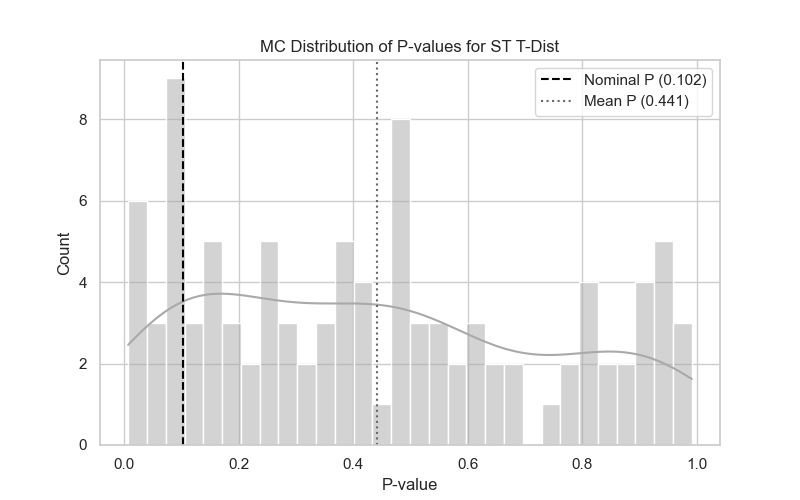 MC Distribution of P-values for ST T-Dist
Nominal P (0.102)
Mean P (0.441)
Count
8
6
4
2
0
0.0 0.2 0.4 0.6 0.8 1.0
P-value